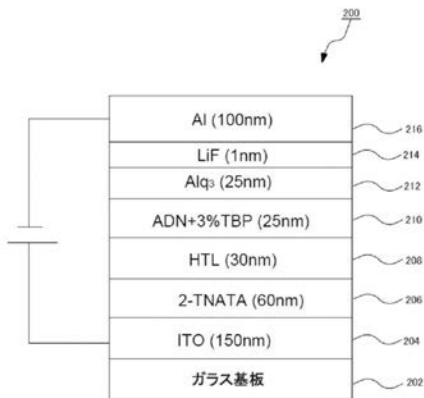 200
Al (100nm)
216
LiF (1nm)
214
Alq₃ (25nm)
212
ADN+3%TBP (25nm)
210
HTL (30nm)
208
2-TNATA (60nm)
206
ITO (150nm)
204
ガラス基板
202